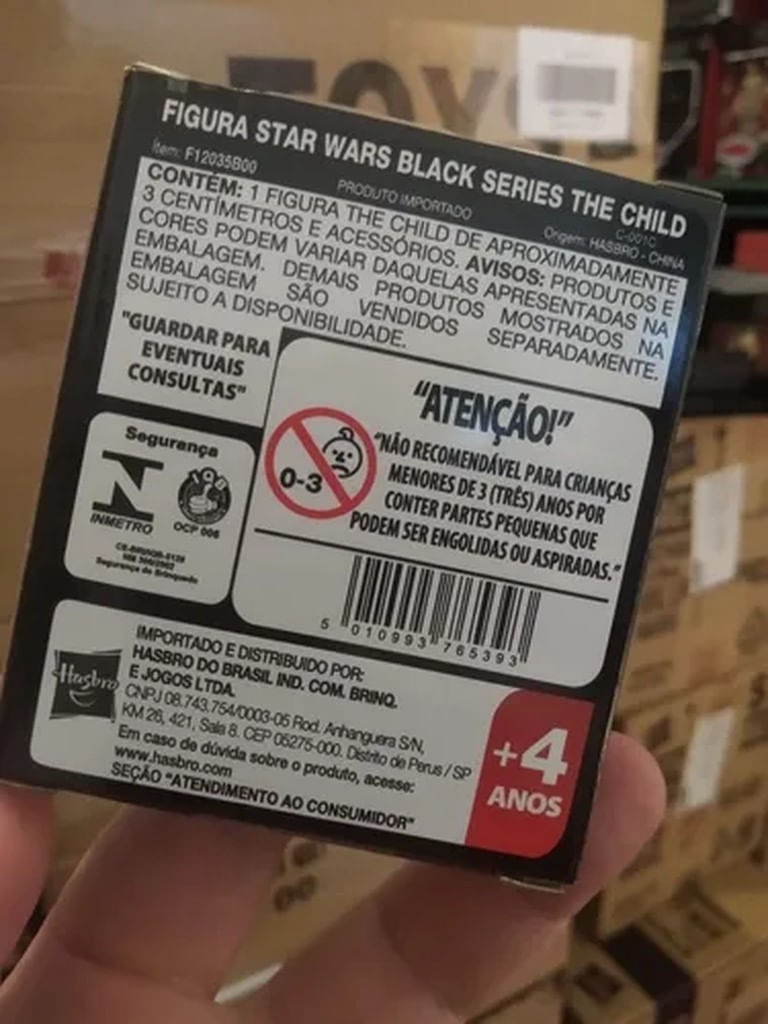 TOYS
FIGURA STAR WARS BLACK SERIES THE CHILD
Ítem: F12035B00
PRODUTO IMPORTADO
C-001C
Origem: HASBRO - CHINA
CONTÉM: 1 FIGURA THE CHILD DE APROXIMADAMENTE
3 CENTÍMETROS E ACESSÓRIOS. AVISOS: PRODUTOS E
CORES PODEM VARIAR DAQUELAS APRESENTADAS NA
EMBALAGEM. DEMAIS PRODUTOS MOSTRADOS NA
EMBALAGEM SÃO VENDIDOS SEPARADAMENTE.
SUJEITO A DISPONIBILIDADE.
"GUARDAR PARA
EVENTUAIS
CONSULTAS"
"ATENÇÃO!"
0-3
"NÃO RECOMENDÁVEL PARA CRIANÇAS
MENORES DE 3 (TRÊS) ANOS POR
CONTER PARTES PEQUENAS QUE
PODEM SER ENGOLIDAS OU ASPIRADAS."
Segurança
INMETRO
OCP 006
Segurança do Brinquedo
5 010993 765393
Hasbro
IMPORTADO E DISTRIBUIDO POR:
HASBRO DO BRASIL IND. COM. BRINQ.
E JOGOS LTDA.
CNPJ 08.743.754/0003-05 Rod. Anhanguera S/N,
KM 26, 421, Sala 8. CEP 05275-000. Distrito de Perus / SP
Em caso de dúvida sobre o produto, acesse:
www.hasbro.com
SEÇÃO "ATENDIMENTO AO CONSUMIDOR"
+4
ANOS